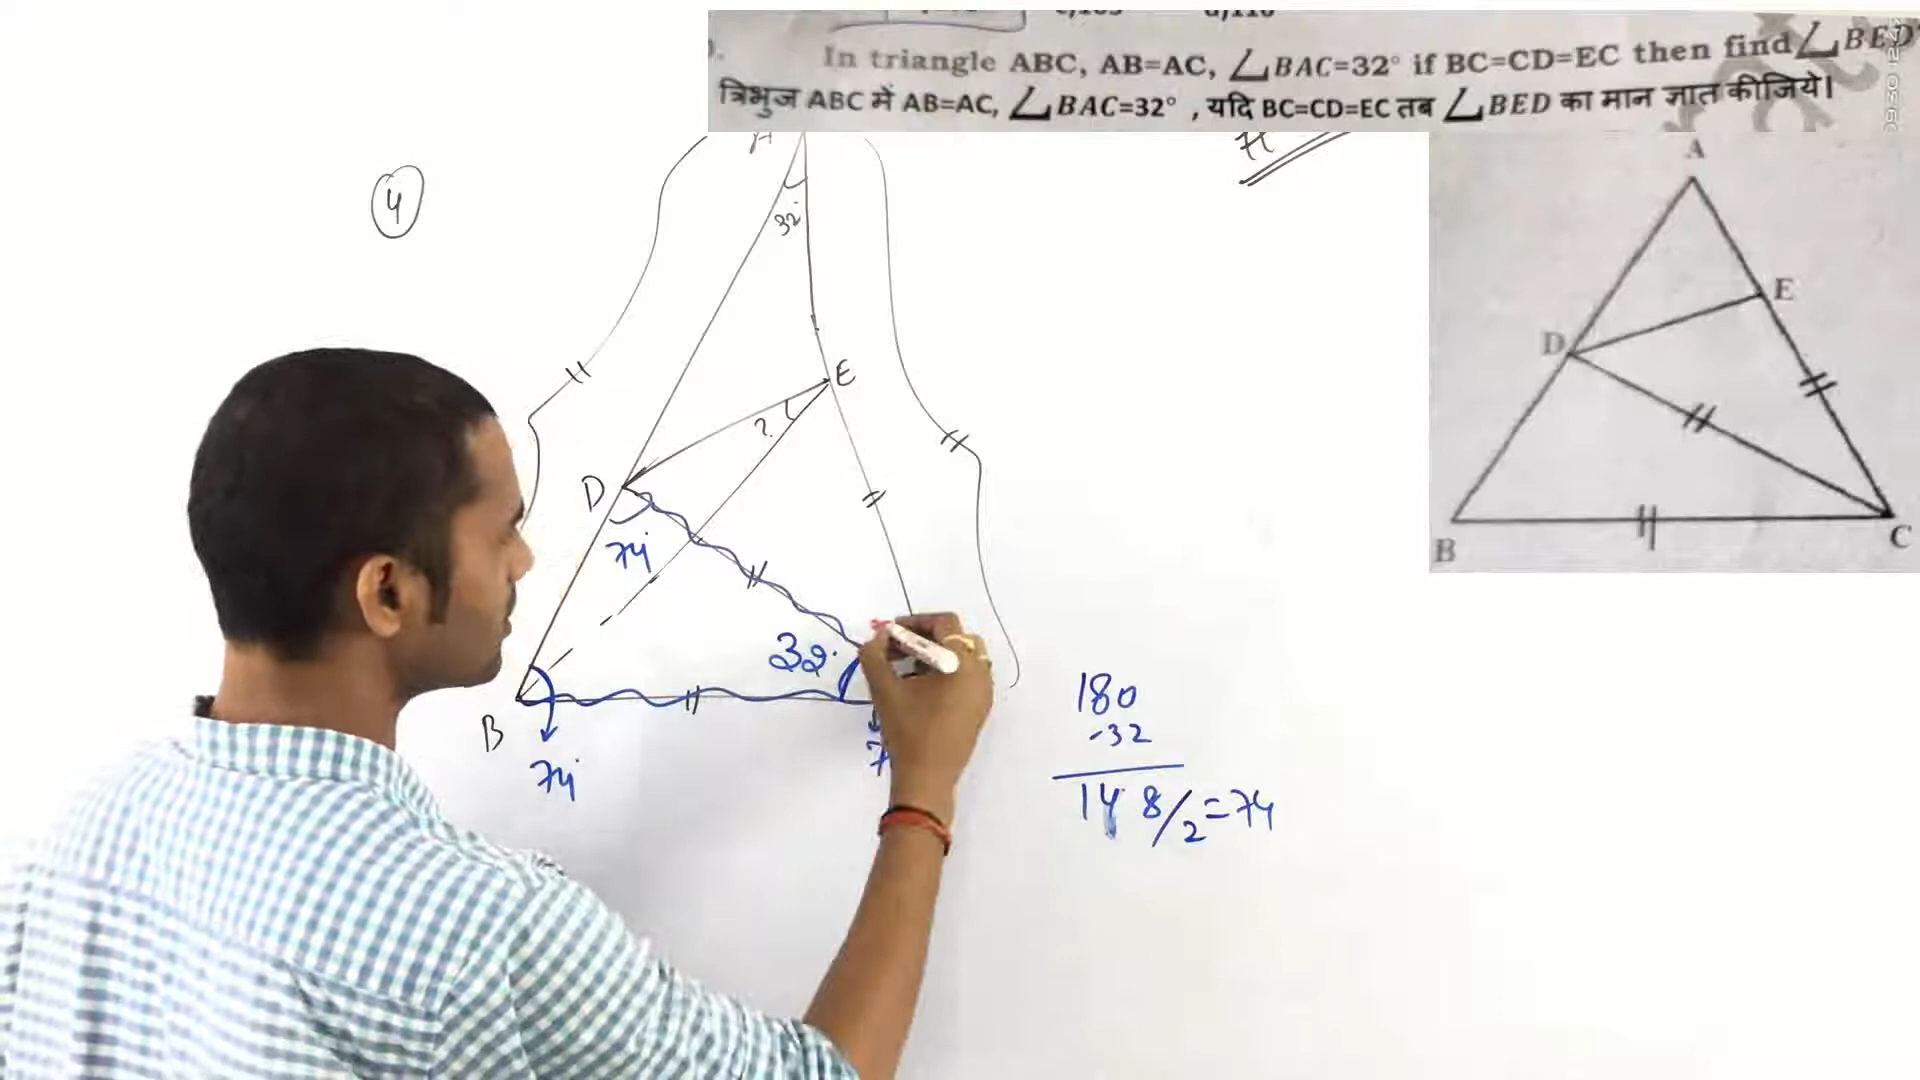 In triangle ABC, AB=AC, ∠BAC=32° if BC=CD=EC then find ∠BED
त्रिभुज ABC में AB=AC, ∠BAC=32° , यदि BC=CD=EC तब ∠BED का मान ज्ञात कीजिये।
4
A
32°
E
?
D
74
32°
B
74
7
180
-32
148/2=74
A
E
D
B
C